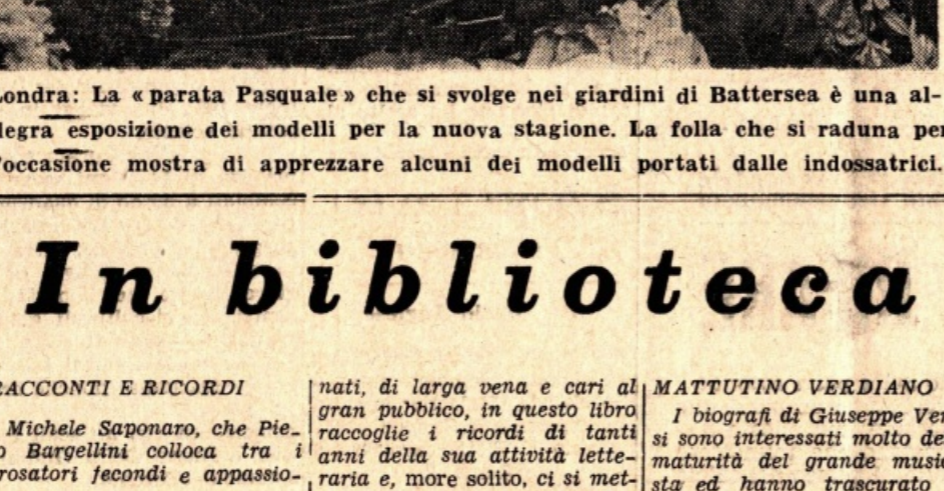 Londra: La « parata Pasquale » che si svolge nei giardini di Battersea è una al-
legra esposizione dei modelli per la nuova stagione. La folla che si raduna per
l'occasione mostra di apprezzare alcuni dei modelli portati dalle indossatrici.
In biblioteca
RACCONTI E RICORDI
Michele Saponaro, che Pie-
o Bargellini colloca tra i
rosatori fecondi e appassio-
nati, di larga vena e cari al
gran pubblico, in questo libro
raccoglie i ricordi di tanti
anni della sua attività lette-
raria e, more solito, ci si met-
MATTUTINO VERDIANO
I biografi di Giuseppe Ver
si sono interessati molto de
maturità del grande musi
sta ed hanno trascurato